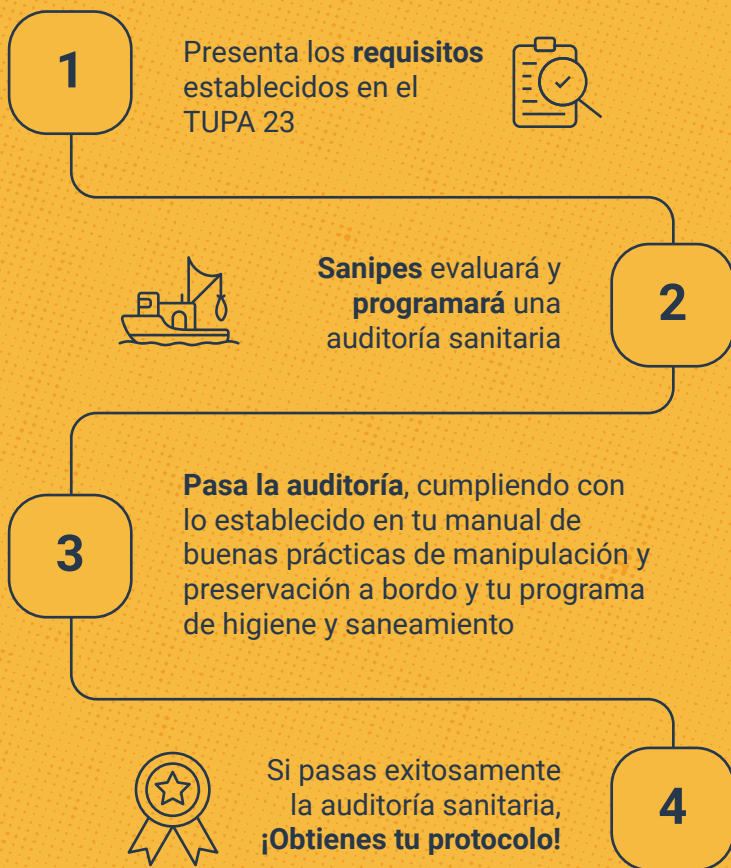 1
Presenta los requisitos
establecidos en el
TUPA 23
Sanipes evaluará y
programará una
auditoría sanitaria
2
3
Pasa la auditoría, cumpliendo con
lo establecido en tu manual de
buenas prácticas de manipulación y
preservación a bordo y tu programa
de higiene y saneamiento
Si pasas exitosamente
la auditoría sanitaria,
¡Obtienes tu protocolo!
4